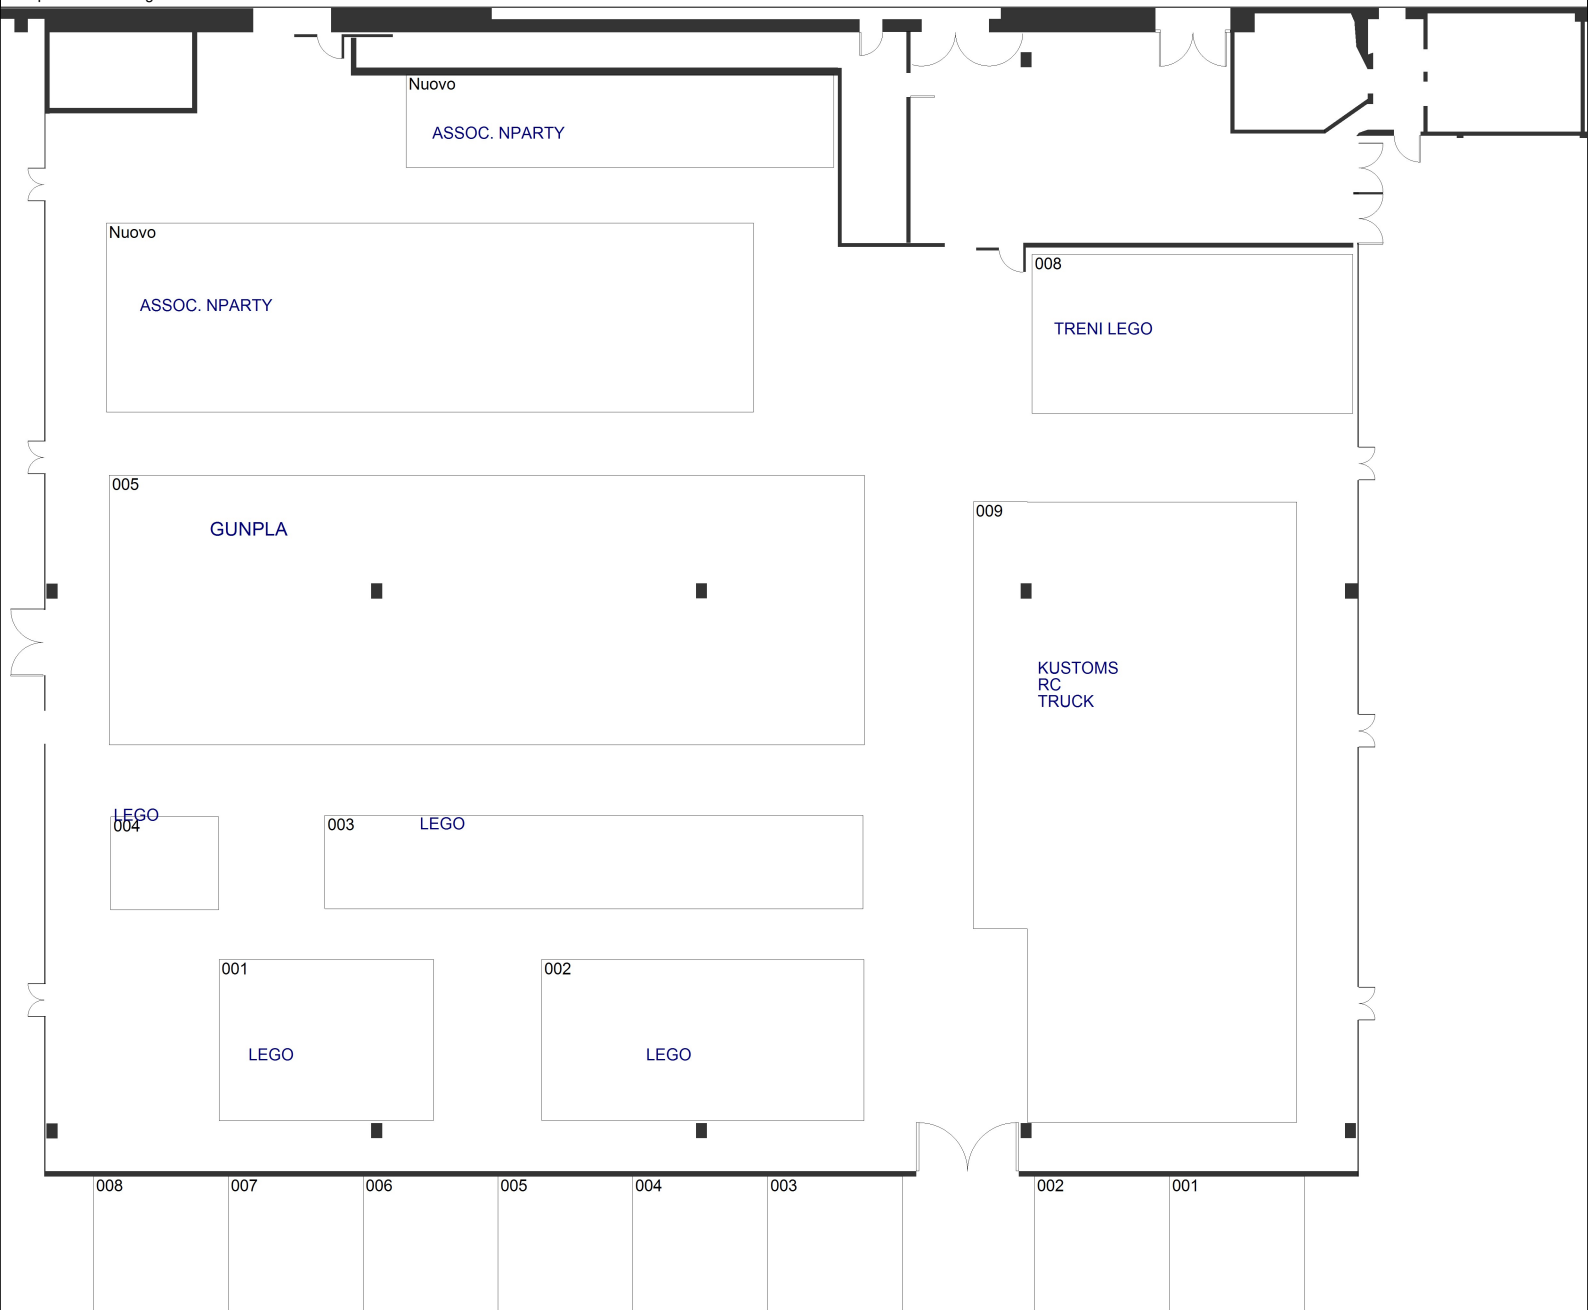 Nuovo
ASSOC. NPARTY
Nuovo
ASSOC. NPARTY
008
TRENI LEGO
005
GUNPLA
009
KUSTOMS
RC
TRUCK
LEGO
004
003
LEGO
001
LEGO
002
LEGO
008
007
006
005
004
003
002
001